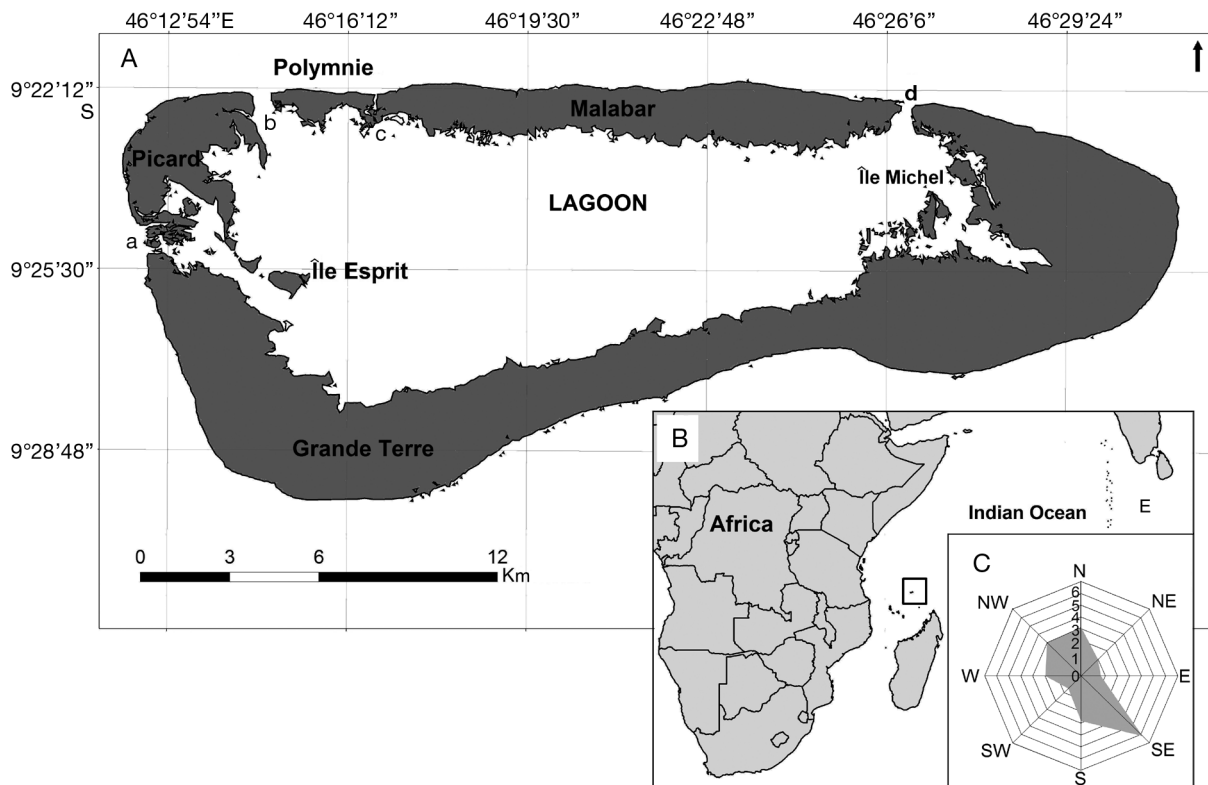 46°12’54”E 46°16’12” 46°19’30” 46°22’48” 46°26’6” 46°29’24”
A
Polymnie
9°22’12”
S
b
c
Malabar
d
Picard
Île Michel
LAGOON
a
Île Esprit
9°25’30”
9°28’48”
Grande Terre
0 3 6 12
Km
B
Africa
Indian Ocean
E
C
N
NW
NE
6
5
4
3
2
1
0
W
E
SW
SE
S